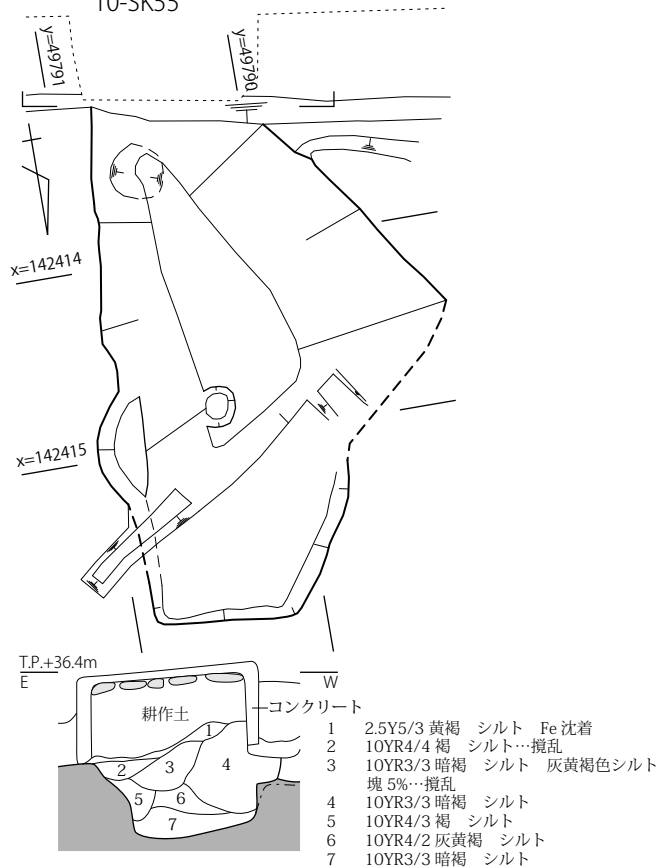 10-SK55
y=49791
y=49790
x=142414
x=142415
T.P.+36.4m
E
W
コンクリート
耕作土
1
2
3
4
5
6
7
1 2.5Y5/3 黄褐 シルト Fe 沈着
2 10YR4/4 褐 シルト…撹乱
3 10YR3/3 暗褐 シルト 灰黄褐色シルト
塊 5%…撹乱
4 10YR3/3 暗褐 シルト
5 10YR4/3 褐 シルト
6 10YR4/2 灰黄褐 シルト
7 10YR3/3 暗褐 シルト